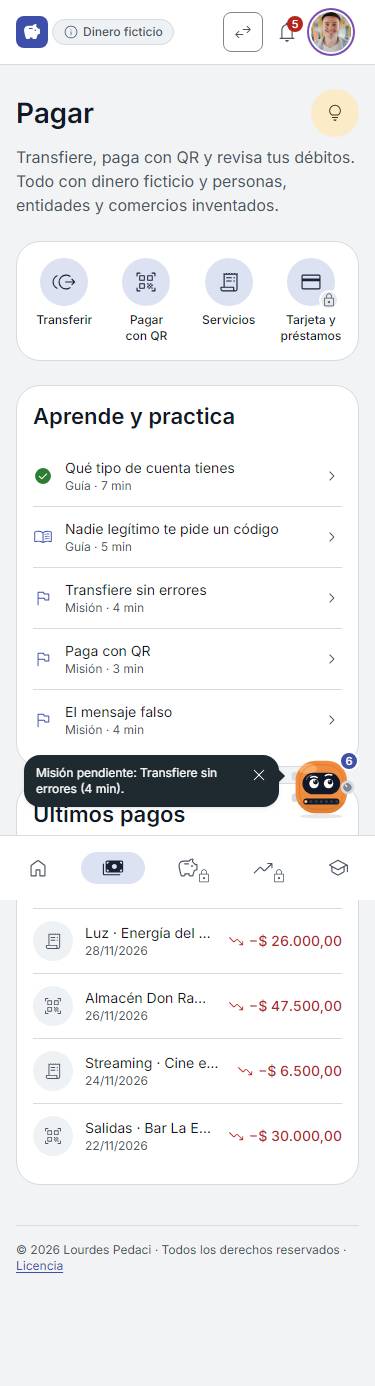 Dinero ficticio
5
Pagar
Transfiere, paga con QR y revisa tus débitos.
Todo con dinero ficticio y personas,
entidades y comercios inventados.
Transferir
Pagar
con QR
Servicios
Tarjeta y
préstamos
Aprende y practica
Qué tipo de cuenta tienes
Guía · 7 min
Nadie legítimo te pide un código
Guía · 5 min
Transfiere sin errores
Misión · 4 min
Paga con QR
Misión · 3 min
El mensaje falso
Misión · 4 min
Misión pendiente: Transfiere sin
errores (4 min).
6
Últimos pagos
Luz · Energía del ...
−$ 26.000,00
28/11/2026
Almacén Don Ra...
−$ 47.500,00
26/11/2026
Streaming · Cine e...
−$ 6.500,00
24/11/2026
Salidas · Bar La E...
−$ 30.000,00
22/11/2026
© 2026 Lourdes Pedaci · Todos los derechos reservados ·
Licencia